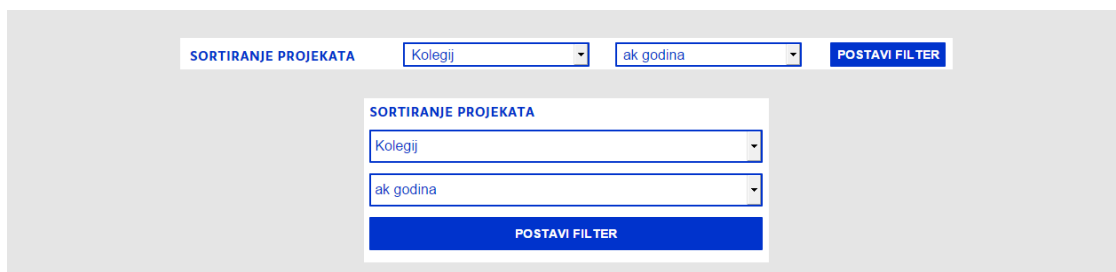 SORTIRANJE PROJEKATA Kolegij ak godina POSTAVI FILTER
SORTIRANJE PROJEKATA
Kolegij
ak godina
POSTAVI FILTER